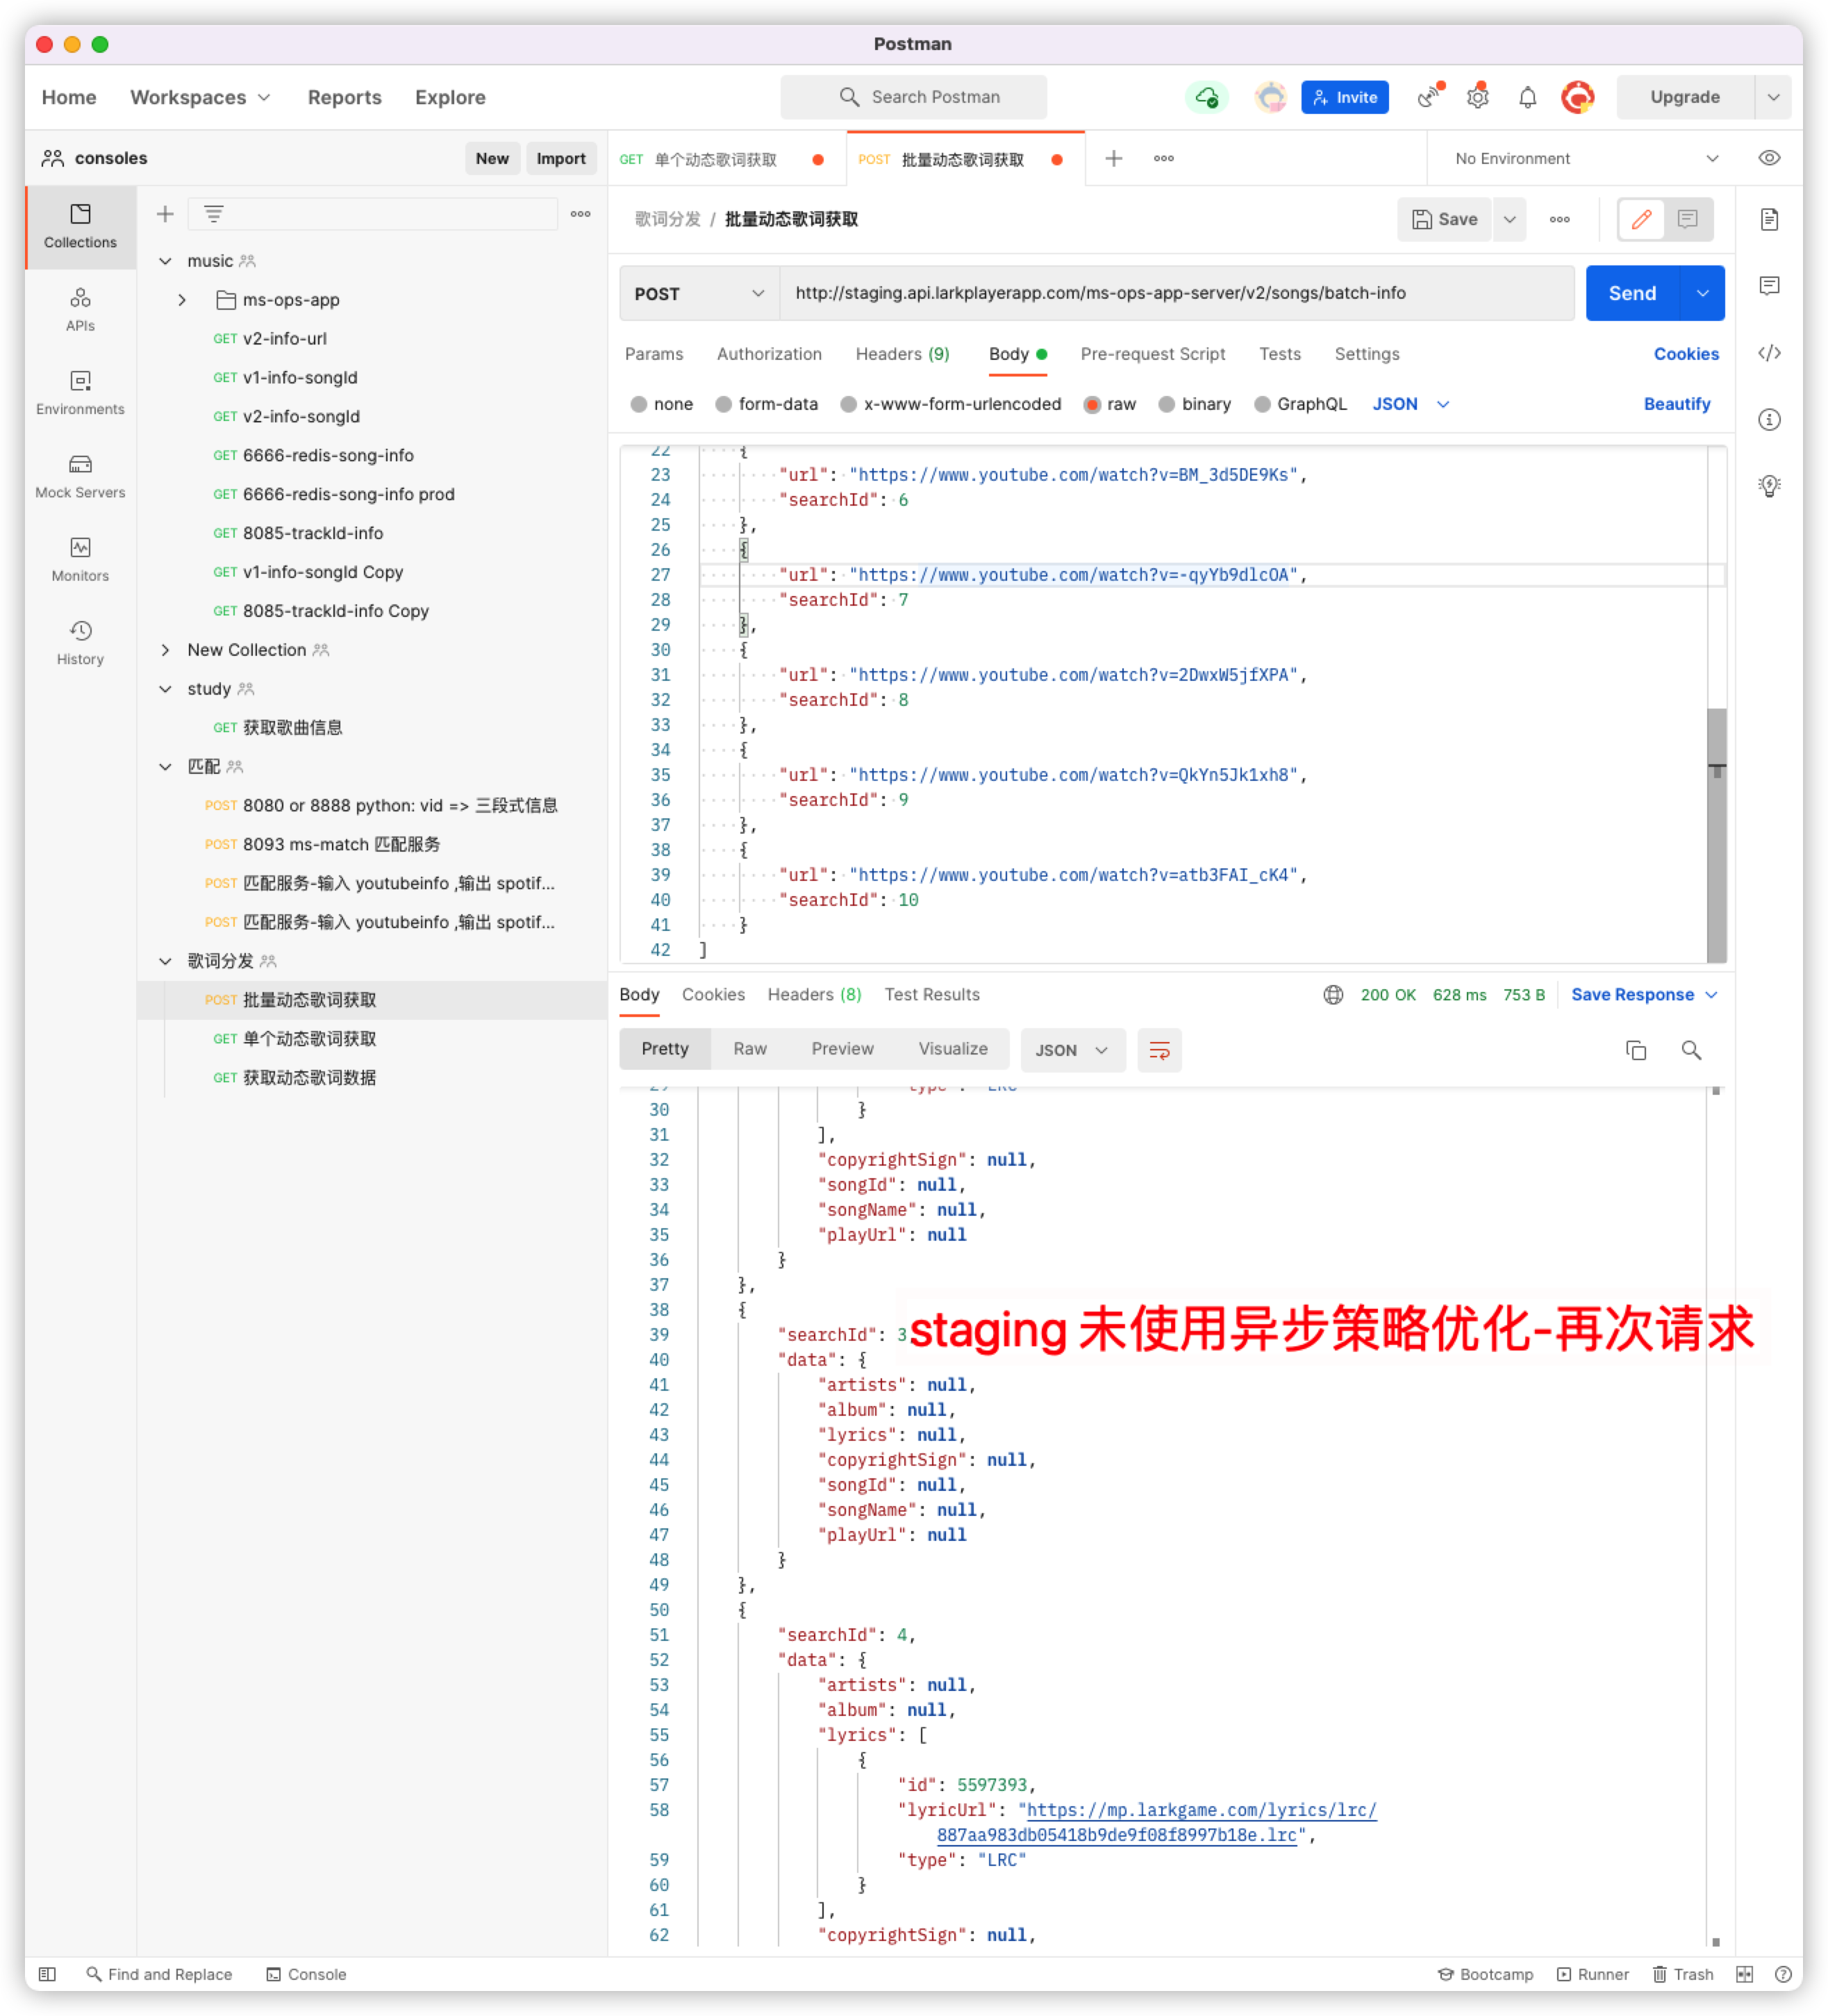 Postman
Home Workspaces Reports Explore Search Postman Invite Upgrade
consoles New Import GET 单个动态歌词获取 POST 批量动态歌词获取 No Environment
Collections
APIs
Environments
Mock Servers
Monitors
History
music
ms-ops-app
GET v2-info-url
GET v1-info-songId
GET v2-info-songId
GET 6666-redis-song-info
GET 6666-redis-song-info prod
GET 8085-trackId-info
GET v1-info-songId Copy
GET 8085-trackId-info Copy
New Collection
study
GET 获取歌曲信息
匹配
POST 8080 or 8888 python: vid => 三段式信息
POST 8093 ms-match 匹配服务
POST 匹配服务-输入 youtubeinfo ,输出 spotif...
POST 匹配服务-输入 youtubeinfo ,输出 spotif...
歌词分发
POST 批量动态歌词获取
GET 单个动态歌词获取
GET 获取动态歌词数据
歌词分发 / 批量动态歌词获取 Save
POST http://staging.api.larkplayerapp.com/ms-ops-app-server/v2/songs/batch-info Send
Params Authorization Headers (9) Body Pre-request Script Tests Settings Cookies
none form-data x-www-form-urlencoded raw binary GraphQL JSON Beautify
22 {
23 "url": "https://www.youtube.com/watch?v=BM_3d5DE9Ks",
24 "searchId": 6
25 },
26 {
27 "url": "https://www.youtube.com/watch?v=-qyYb9dlcOA",
28 "searchId": 7
29 },
30 {
31 "url": "https://www.youtube.com/watch?v=2DwxW5jfXPA",
32 "searchId": 8
33 },
34 {
35 "url": "https://www.youtube.com/watch?v=QkYn5Jk1xh8",
36 "searchId": 9
37 },
38 {
39 "url": "https://www.youtube.com/watch?v=atb3FAI_cK4",
40 "searchId": 10
41 }
42 ]
Body Cookies Headers (8) Test Results 200 OK 628 ms 753 B Save Response
Pretty Raw Preview Visualize JSON
30 }
31 ],
32 "copyrightSign": null,
33 "songId": null,
34 "songName": null,
35 "playUrl": null
36 }
37 },
38 {
39 "searchId": 3
staging 未使用异步策略优化-再次请求
40 "data": {
41 "artists": null,
42 "album": null,
43 "lyrics": null,
44 "copyrightSign": null,
45 "songId": null,
46 "songName": null,
47 "playUrl": null
48 }
49 },
50 {
51 "searchId": 4,
52 "data": {
53 "artists": null,
54 "album": null,
55 "lyrics": [
56 {
57 "id": 5597393,
58 "lyricUrl": "https://mp.larkgame.com/lyrics/lrc/
887aa983db05418b9de9f08f8997b18e.lrc",
59 "type": "LRC"
60 }
61 ],
62 "copyrightSign": null,
Find and Replace Console Bootcamp Runner Trash